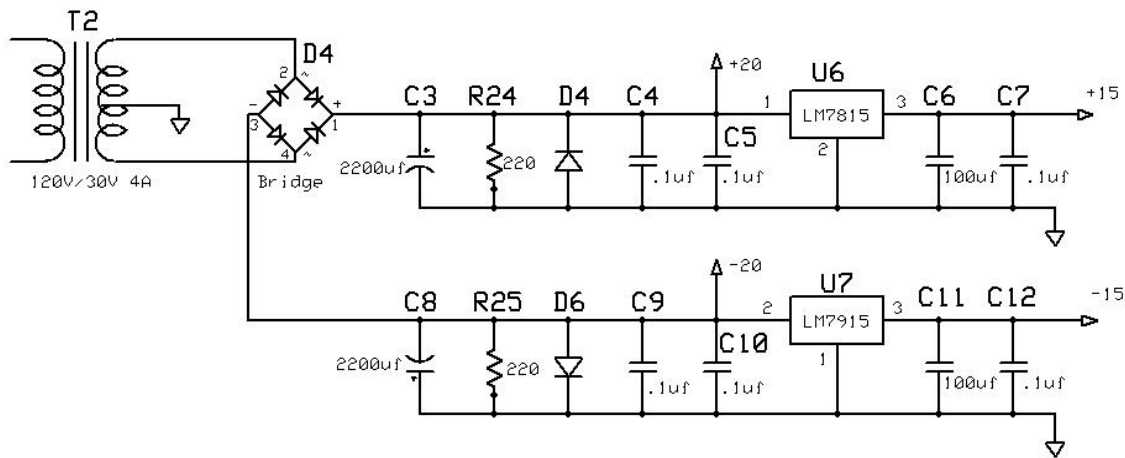 T2
120V/30V 4A
D4
2 ~
- +
3 1
4 ~
Bridge
C3 R24 D4 C4
2200uf 220 .1uf
+20
C5
.1uf
U6
1 LM7815 3
2
C6 C7
100uf .1uf
+15
C8 R25 D6 C9
2200uf 220 .1uf
-20
C10
.1uf
U7
2 LM7915 3
1
C11 C12
100uf .1uf
-15